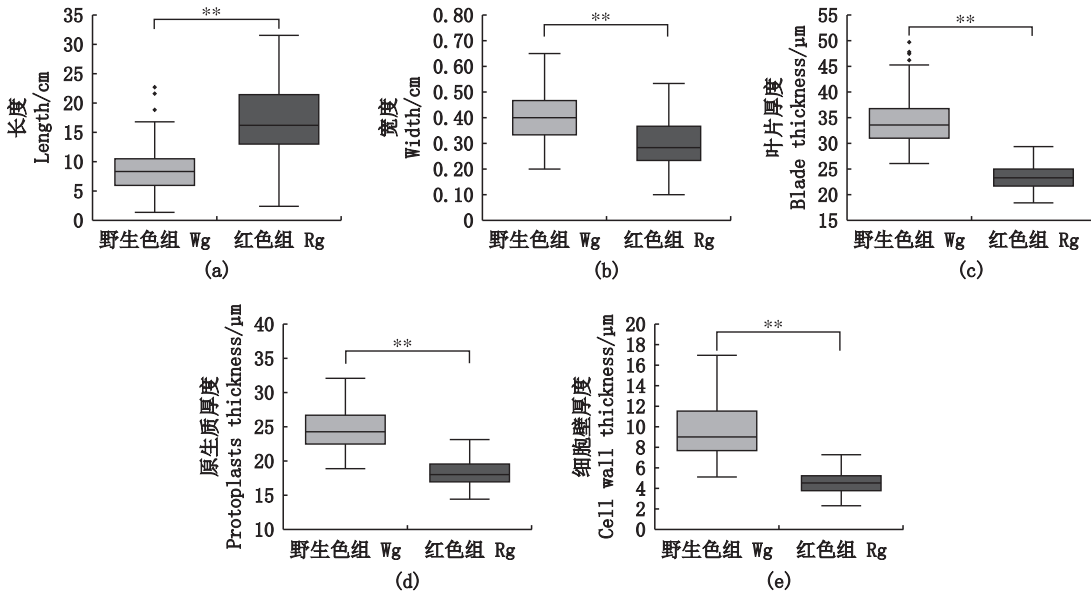 长度
Length/cm
35
30
25
20
15
10
5
0
**
野生色组 Wg 红色组 Rg
(a)
宽度
Width/cm
0.80
0.70
0.60
0.50
0.40
0.30
0.20
0.10
0
**
野生色组 Wg 红色组 Rg
(b)
叶片厚度
Blade thickness/μm
55
50
45
40
35
30
25
20
15
**
野生色组 Wg 红色组 Rg
(c)
原生质厚度
Protoplasts thickness/μm
40
35
30
25
20
15
10
**
野生色组 Wg 红色组 Rg
(d)
细胞壁厚度
Cell wall thickness/μm
20
18
16
14
12
10
8
6
4
2
0
**
野生色组 Wg 红色组 Rg
(e)